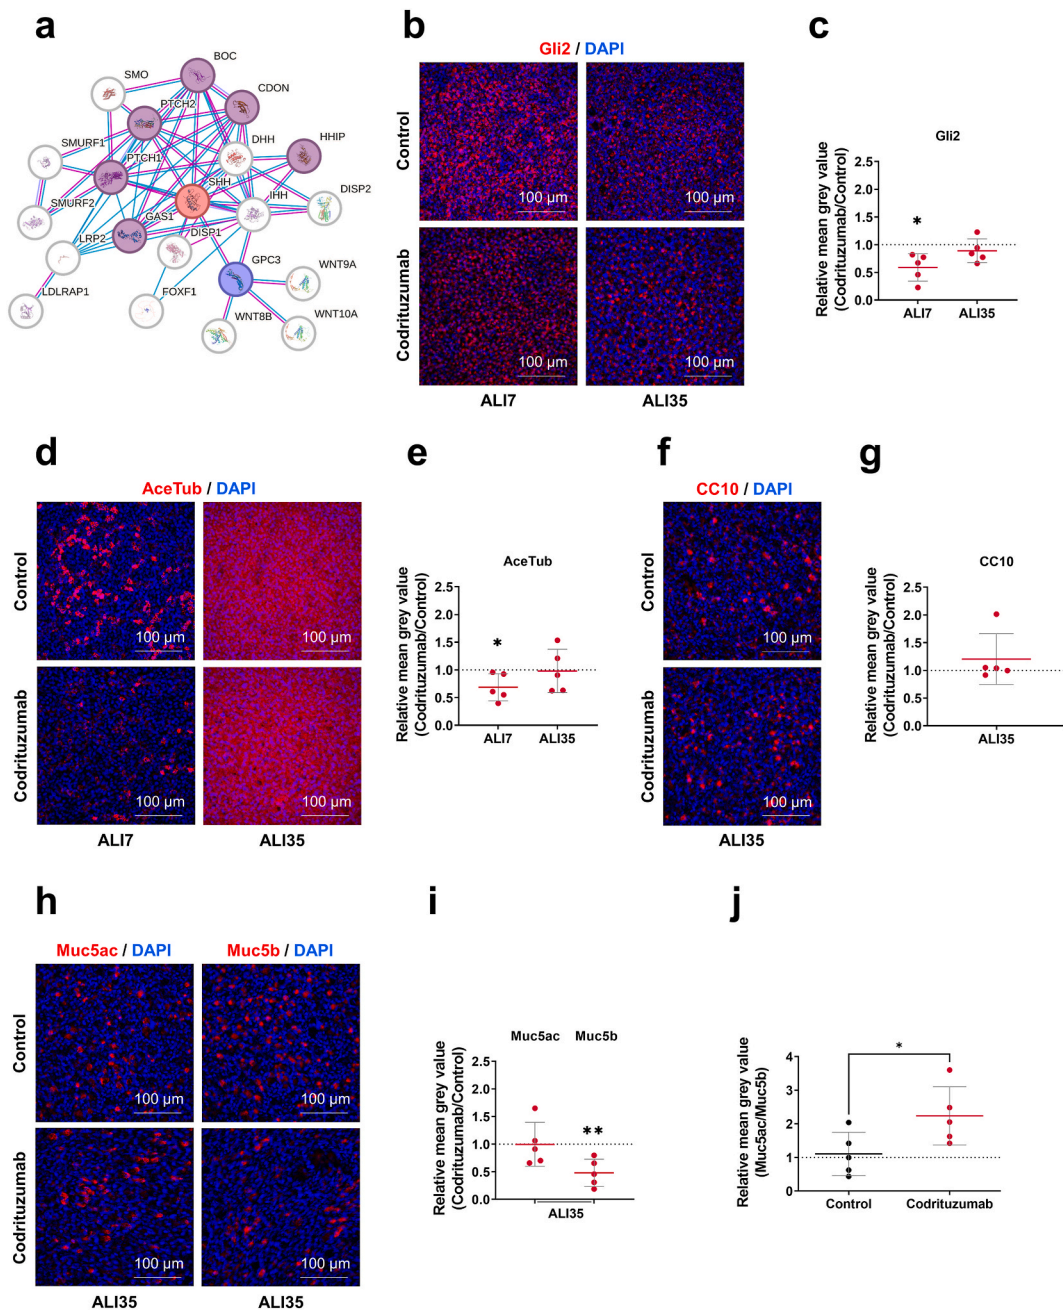 a
BOC
SMO
CDON
PTCH2
SMURF1
DHH
HHIP
PTCH1
SHH
IHH
DISP2
SMURF2
GAS1
LRP2
DISP1
GPC3
WNT9A
LDLRAP1
FOXF1
WNT8B
WNT10A
b
Gli2 / DAPI
Control
100 µm
100 µm
Codrituzumab
100 µm
100 µm
ALI7
ALI35
c
Gli2
Relative mean grey value
(Codrituzumab/Control)
2.5
2.0
1.5
1.0
0.5
0.0
*
ALI7
ALI35
d
AceTub / DAPI
Control
100 µm
100 µm
Codrituzumab
100 µm
100 µm
ALI7
ALI35
e
AceTub
Relative mean grey value
(Codrituzumab/Control)
2.5
2.0
1.5
1.0
0.5
0.0
*
ALI7
ALI35
f
CC10 / DAPI
Control
100 µm
Codrituzumab
100 µm
ALI35
g
CC10
Relative mean grey value
(Codrituzumab/Control)
2.5
2.0
1.5
1.0
0.5
0.0
ALI35
h
Muc5ac / DAPI
Muc5b / DAPI
Control
100 µm
100 µm
Codrituzumab
100 µm
100 µm
ALI35
ALI35
i
Muc5ac
Muc5b
Relative mean grey value
(Codrituzumab/Control)
2.5
2.0
1.5
1.0
0.5
0.0
**
ALI35
j
Relative mean grey value
(Muc5ac/Muc5b)
4
3
2
1
0
*
Control
Codrituzumab